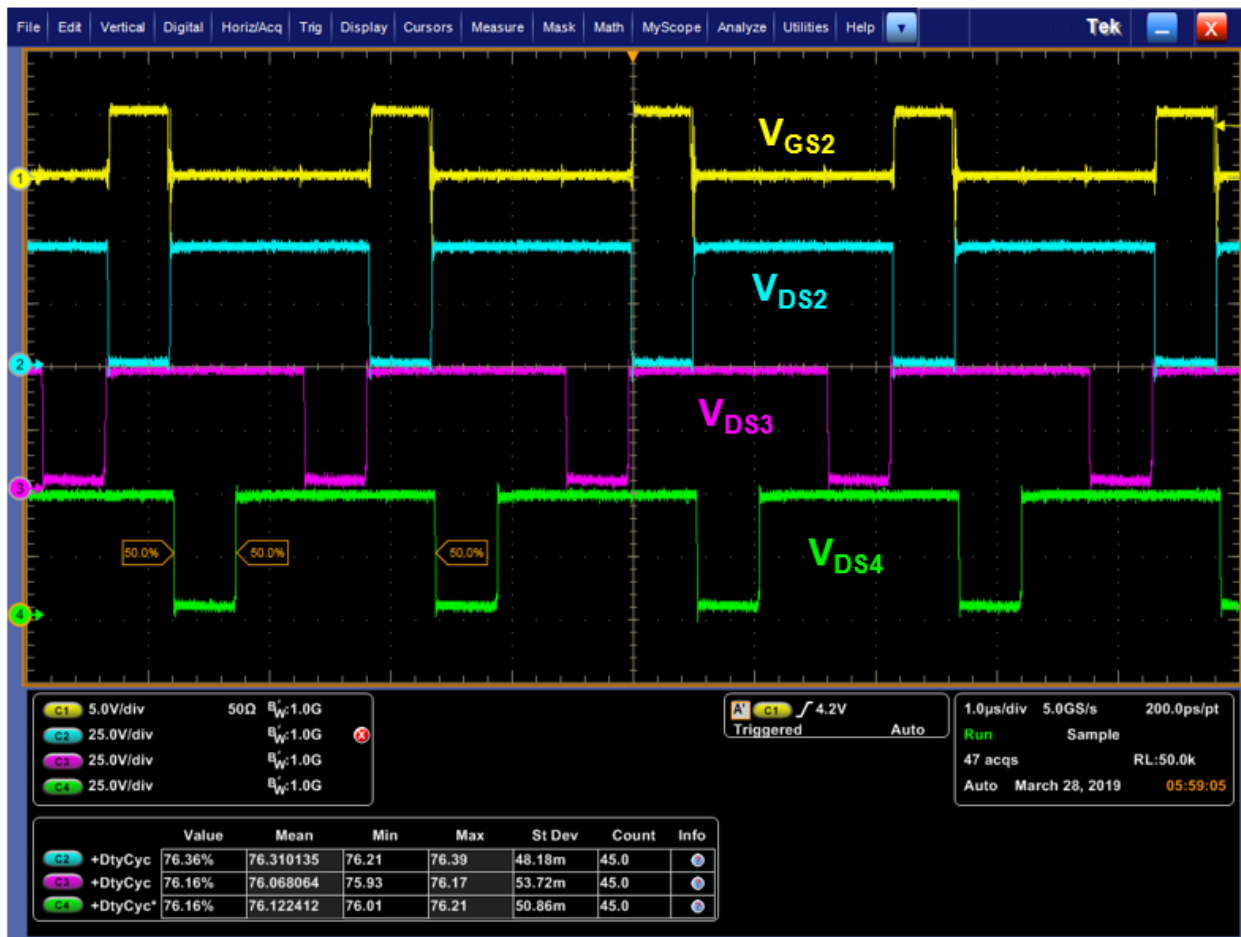 File Edit Vertical Digital Horiz/Acq Trig Display Cursors Measure Mask Math MyScope Analyze Utilities Help Tek X
VGS2
1
VDS2
2
VDS3
3
50.0% 50.0% 50.0%
VDS4
4
C1 5.0V/div 50Ω BW:1.0G
C2 25.0V/div BW:1.0G
C3 25.0V/div BW:1.0G
C4 25.0V/div BW:1.0G
A' C1 4.2V
Triggered Auto
1.0µs/div 5.0GS/s 200.0ps/pt
Run Sample
47 acqs RL:50.0k
Auto March 28, 2019 05:59:05
Value Mean Min Max St Dev Count Info
C2 +DtyCyc 76.36% 76.310135 76.21 76.39 48.18m 45.0
C3 +DtyCyc 76.16% 76.068064 75.93 76.17 53.72m 45.0
C4 +DtyCyc* 76.16% 76.122412 76.01 76.21 50.86m 45.0